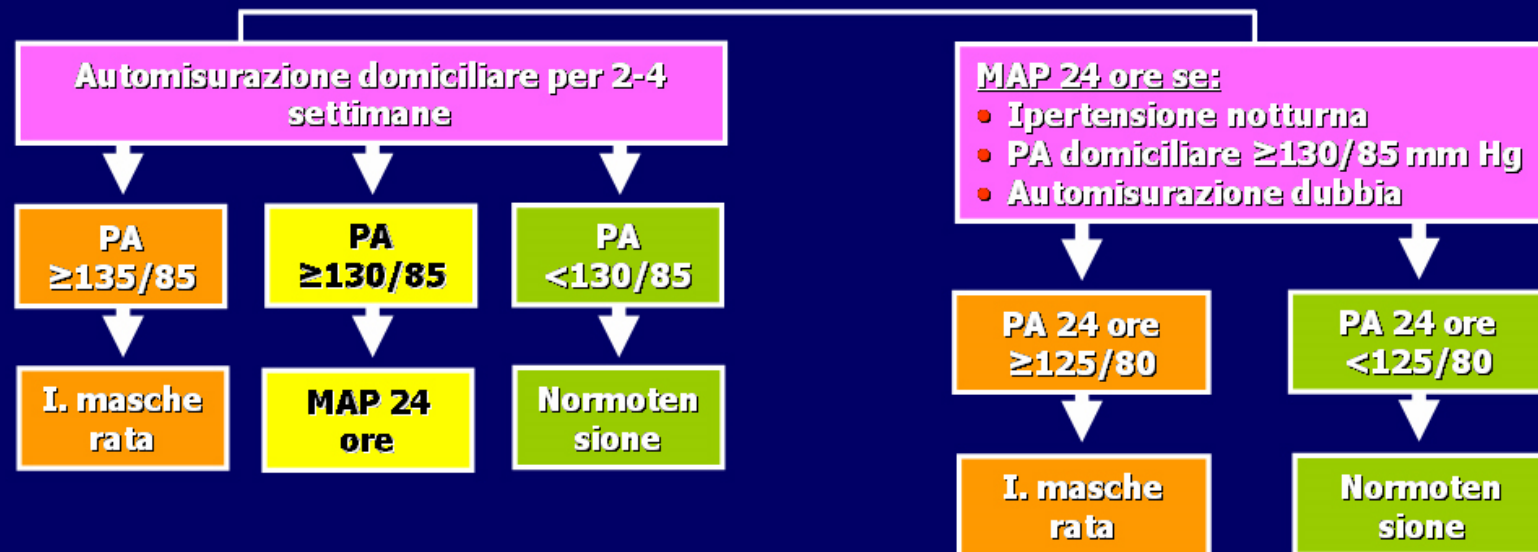 Automisurazione domiciliare per 2-4
settimane
PA
≥135/85
PA
≥130/85
PA
<130/85
I. masche
rata
MAP 24
ore
Normoten
sione
MAP 24 ore se:
• Ipertensione notturna
• PA domiciliare ≥130/85 mm Hg
• Automisurazione dubbia
PA 24 ore
≥125/80
PA 24 ore
<125/80
I. masche
rata
Normoten
sione